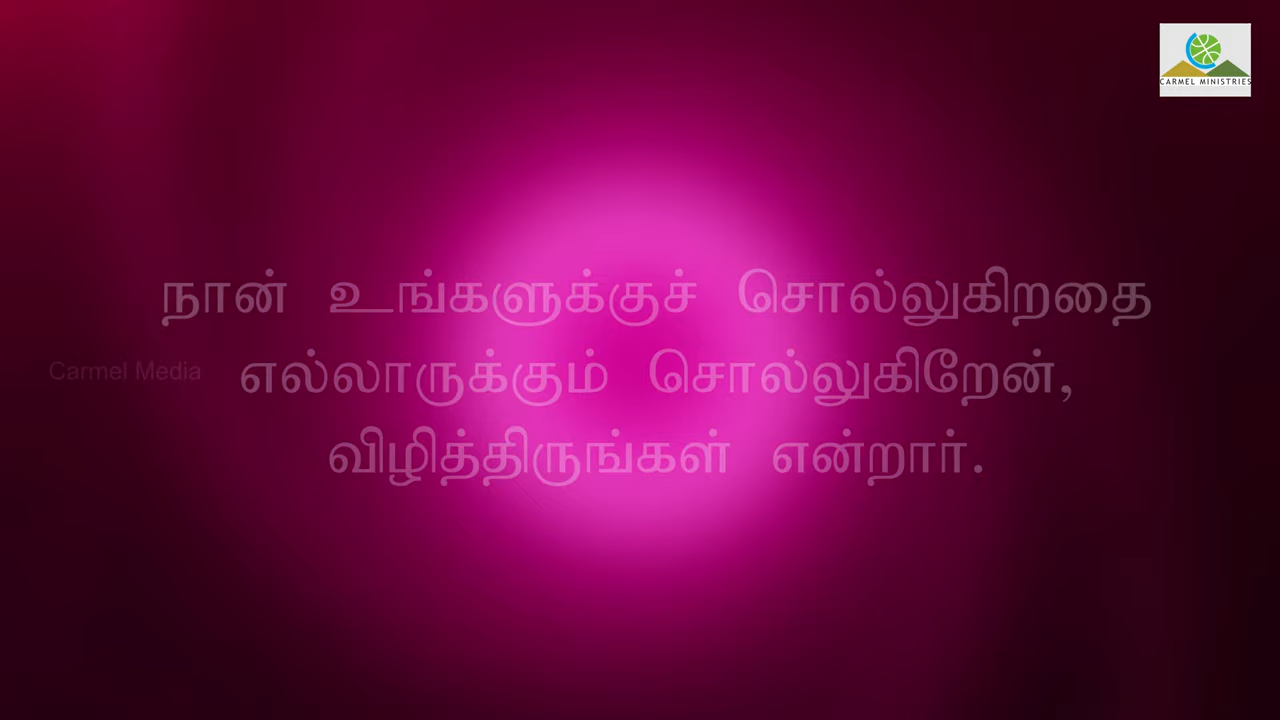 CARMEL MINISTRIES
நான் உங்களுக்குச் சொல்லுகிறதை
Carmel Media
எல்லாருக்கும் சொல்லுகிறேன்,
விழித்திருங்கள் என்றார்.